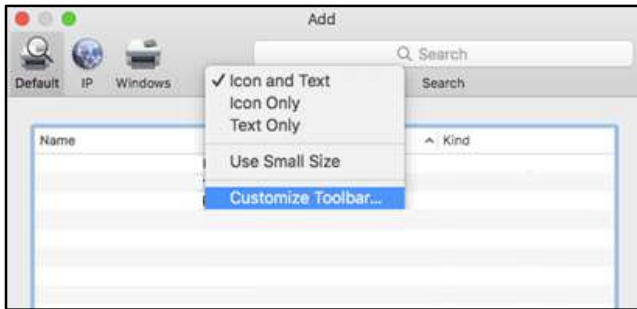 Add
Search
Default IP Windows Search
✓ Icon and Text
Icon Only
Text Only
Use Small Size
Customize Toolbar...
Name Kind